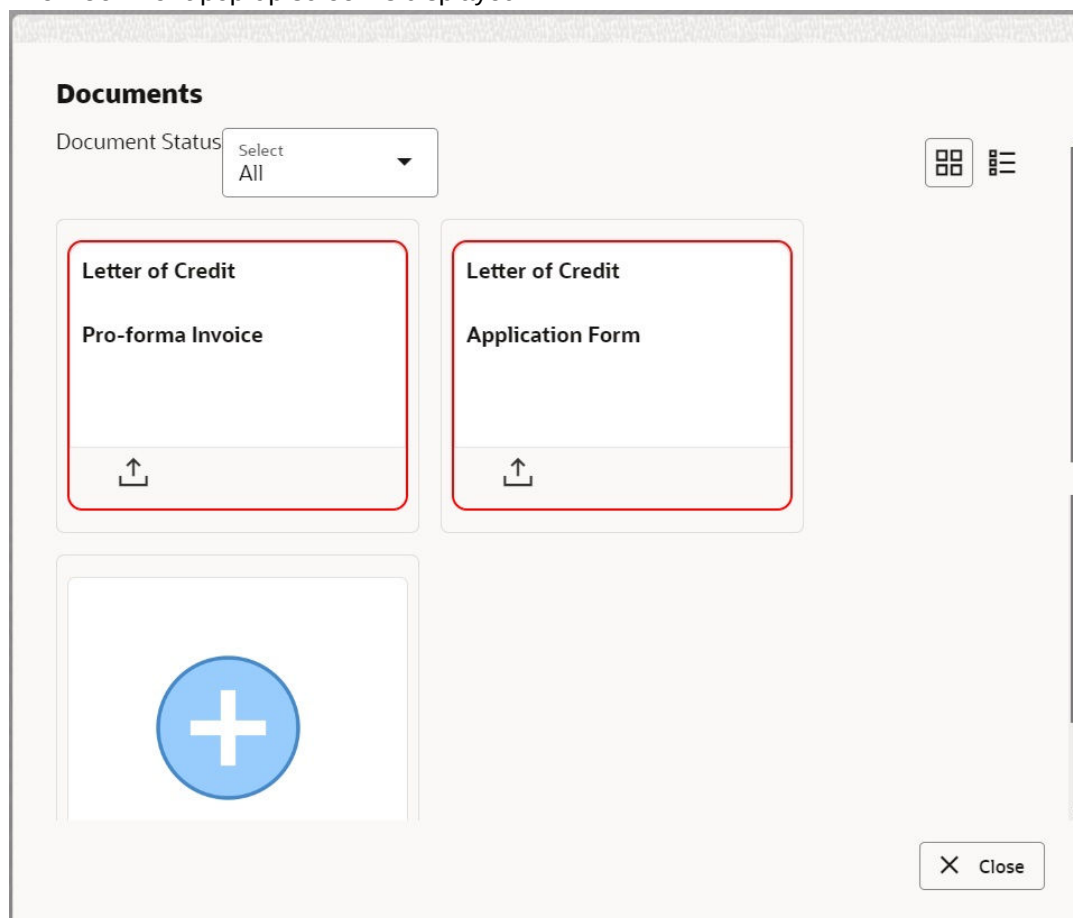 Documents
Document Status
Select
All
Letter of Credit
Pro-forma Invoice
Letter of Credit
Application Form
Close